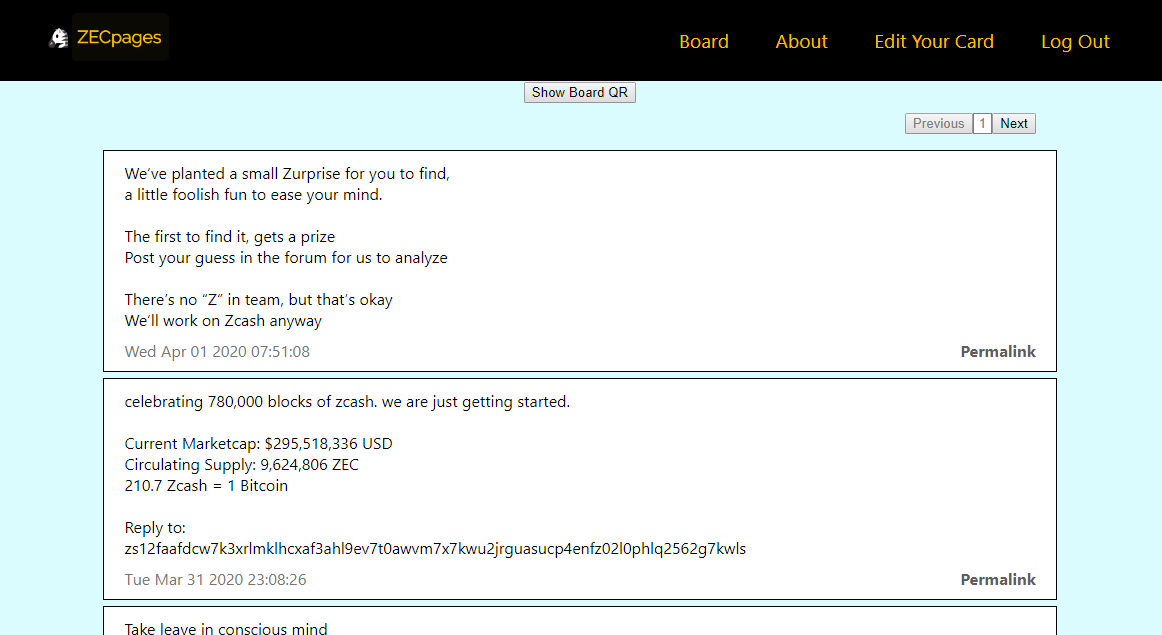 ZECpages
Board About Edit Your Card Log Out
Show Board QR
Previous 1 Next
We've planted a small Zurprise for you to find,
a little foolish fun to ease your mind.
The first to find it, gets a prize
Post your guess in the forum for us to analyze
There's no “Z” in team, but that's okay
We'll work on Zcash anyway
Wed Apr 01 2020 07:51:08 Permalink
celebrating 780,000 blocks of zcash. we are just getting started.
Current Marketcap: $295,518,336 USD
Circulating Supply: 9,624,806 ZEC
210.7 Zcash = 1 Bitcoin
Reply to:
zs12faafdcw7k3xrlmklhcxaf3ahl9ev7t0awvm7x7kwu2jrguasucp4enfz02l0phlq2562g7kwls
Tue Mar 31 2020 23:08:26 Permalink
Take leave in conscious mind